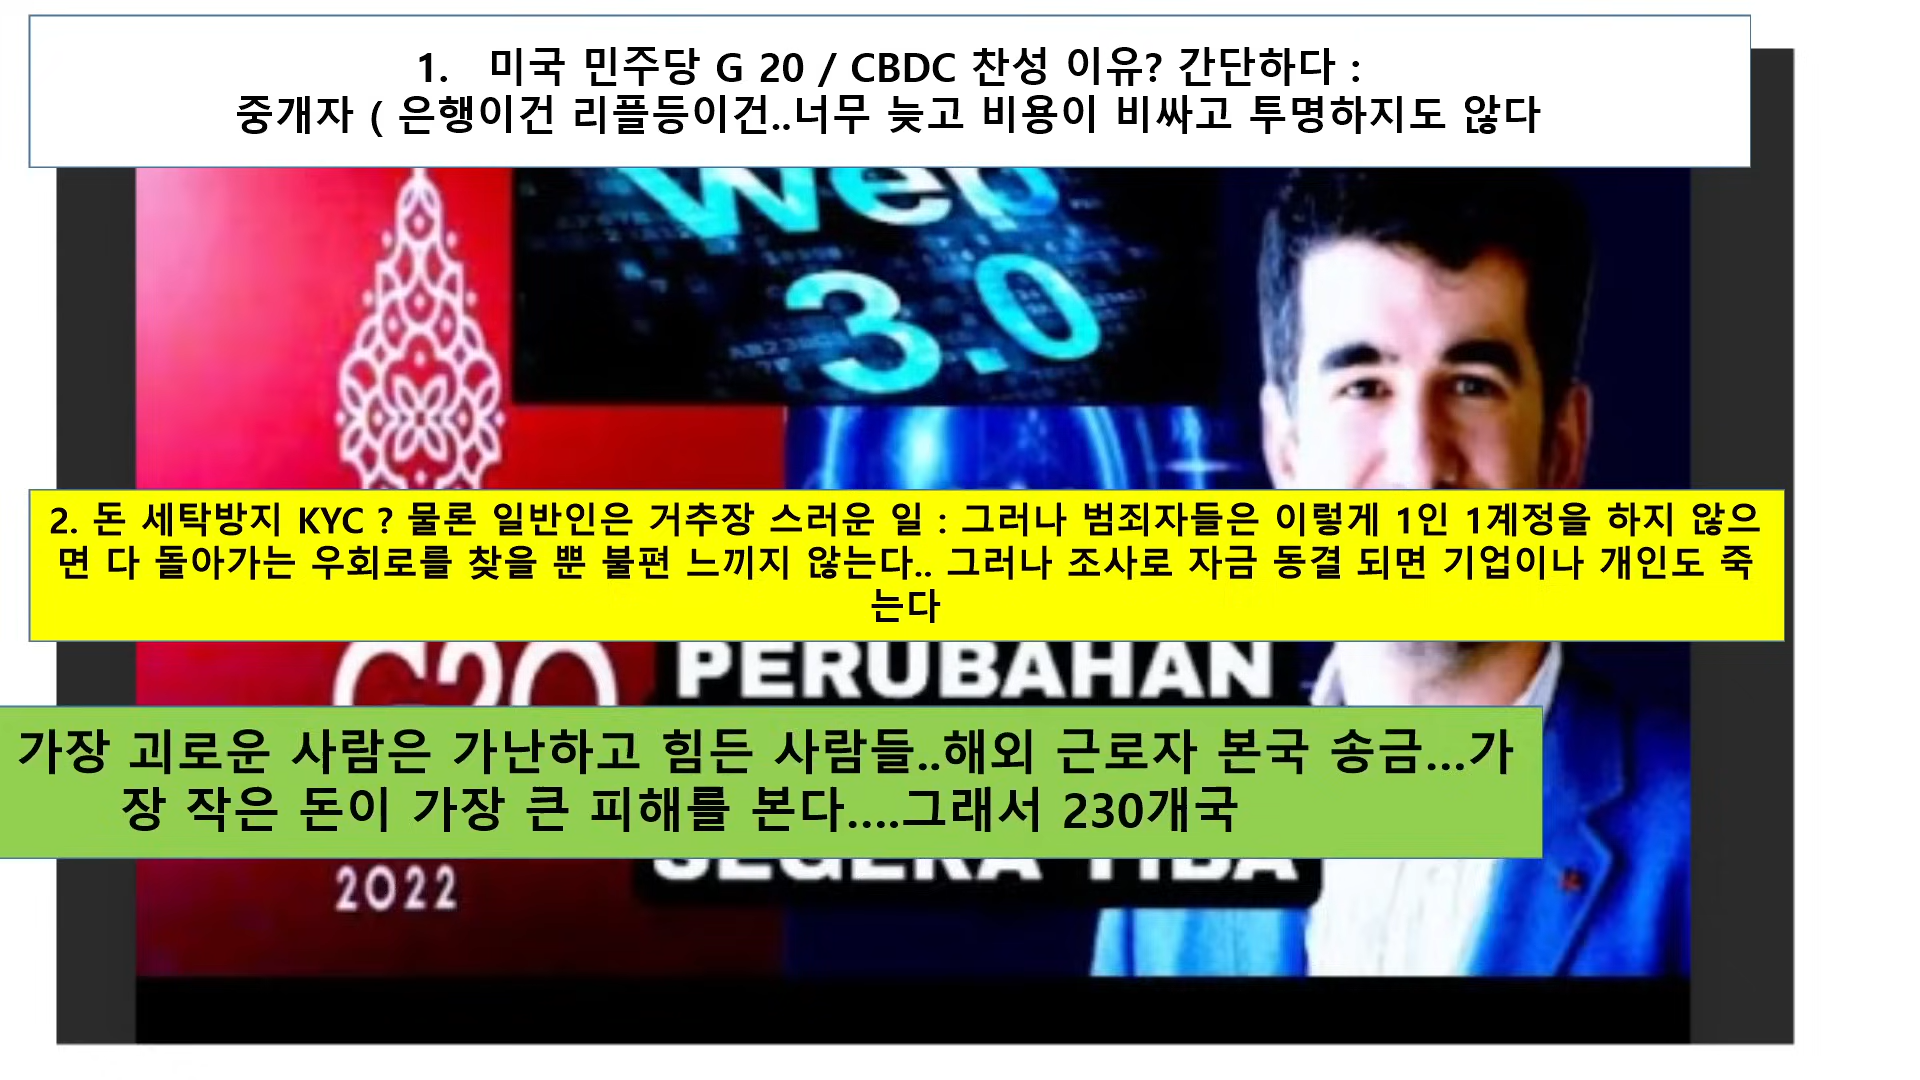 1. 미국 민주당 G 20 / CBDC 찬성 이유? 간단하다 :
중개자 ( 은행이건 리플등이건..너무 늦고 비용이 비싸고 투명하지도 않다
Web
3.0
2. 돈 세탁방지 KYC ? 물론 일반인은 거추장 스러운 일 : 그러나 범죄자들은 이렇게 1인 1계정을 하지 않으
면 다 돌아가는 우회로를 찾을 뿐 불편 느끼지 않는다.. 그러나 조사로 자금 동결 되면 기업이나 개인도 죽
는다
G20
PERUBAHAN
가장 괴로운 사람은 가난하고 힘든 사람들..해외 근로자 본국 송금...가
장 작은 돈이 가장 큰 피해를 본다....그래서 230개국
SEGERA TIBA
2022